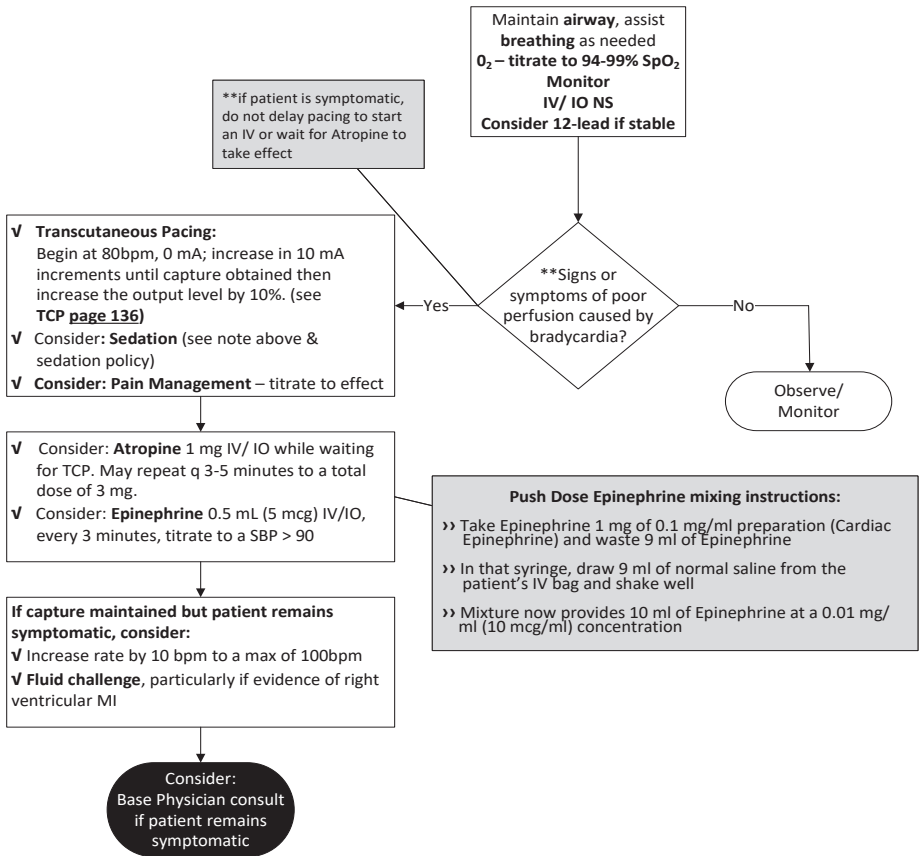 Maintain airway, assist
breathing as needed
0₂ – titrate to 94-99% SpO₂
Monitor
IV/ IO NS
Consider 12-lead if stable
**if patient is symptomatic,
do not delay pacing to start
an IV or wait for Atropine to
take effect
**Signs or
symptoms of poor
perfusion caused by
bradycardia?
Yes
No
Observe/
Monitor
√ Transcutaneous Pacing:
Begin at 80bpm, 0 mA; increase in 10 mA
increments until capture obtained then
increase the output level by 10%. (see
TCP page 136)
√ Consider: Sedation (see note above &
sedation policy)
√ Consider: Pain Management – titrate to effect
√ Consider: Atropine 1 mg IV/ IO while waiting
for TCP. May repeat q 3-5 minutes to a total
dose of 3 mg.
√ Consider: Epinephrine 0.5 mL (5 mcg) IV/IO,
every 3 minutes, titrate to a SBP > 90
Push Dose Epinephrine mixing instructions:
›› Take Epinephrine 1 mg of 0.1 mg/ml preparation (Cardiac
Epinephrine) and waste 9 ml of Epinephrine
›› In that syringe, draw 9 ml of normal saline from the
patient’s IV bag and shake well
›› Mixture now provides 10 ml of Epinephrine at a 0.01 mg/
ml (10 mcg/ml) concentration
If capture maintained but patient remains
symptomatic, consider:
√ Increase rate by 10 bpm to a max of 100bpm
√ Fluid challenge, particularly if evidence of right
ventricular MI
Consider:
Base Physician consult
if patient remains
symptomatic